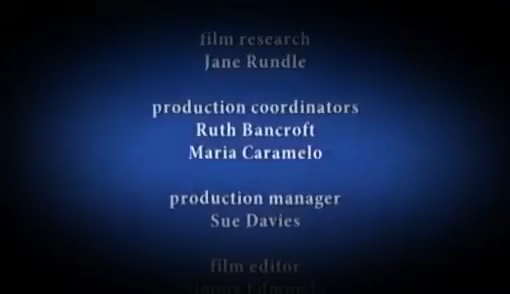 film research
Jane Rundle
production coordinators
Ruth Bancroft
Maria Caramelo
production manager
Sue Davies
film editor